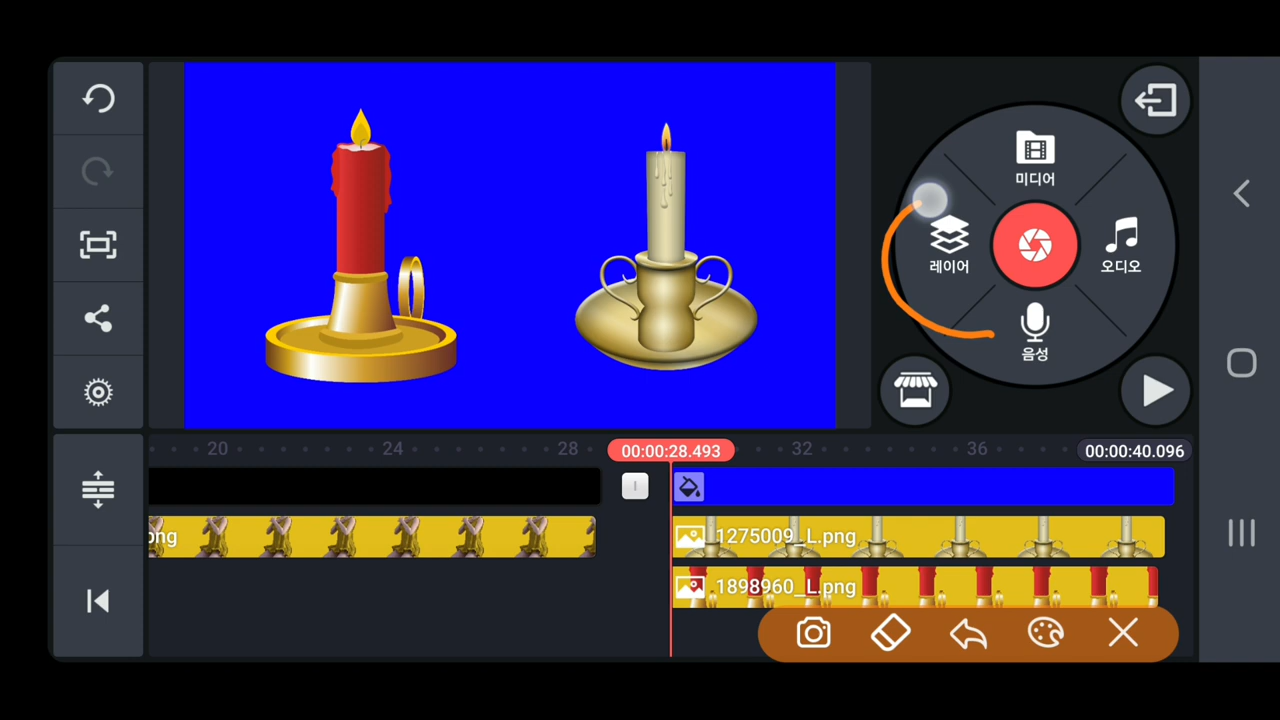 미디어
레이어
오디오
음성
20
24
28
00:00:28.493
32
36
00:00:40.096
png
1275009_L.png
1898960_L.png